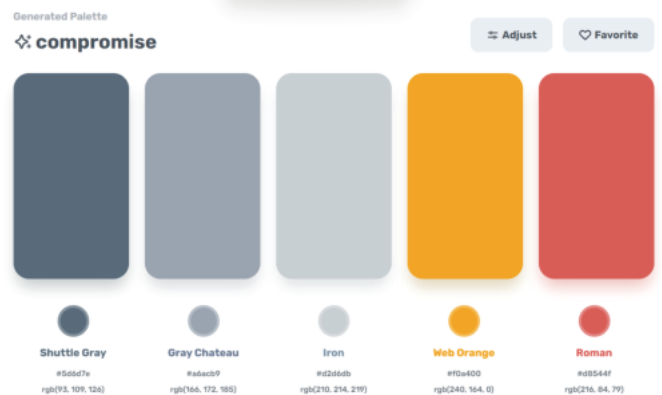 Generated Palette
compromise
Adjust
Favorite
Shuttle Gray
Gray Chateau
Iron
Web Orange
Roman
#5d6d7e
#a6acb9
#d2d6db
#f0a400
#d8544f
rgb(93, 109, 126)
rgb(166, 172, 185)
rgb(210, 214, 219)
rgb(240, 164, 0)
rgb(216, 84, 79)